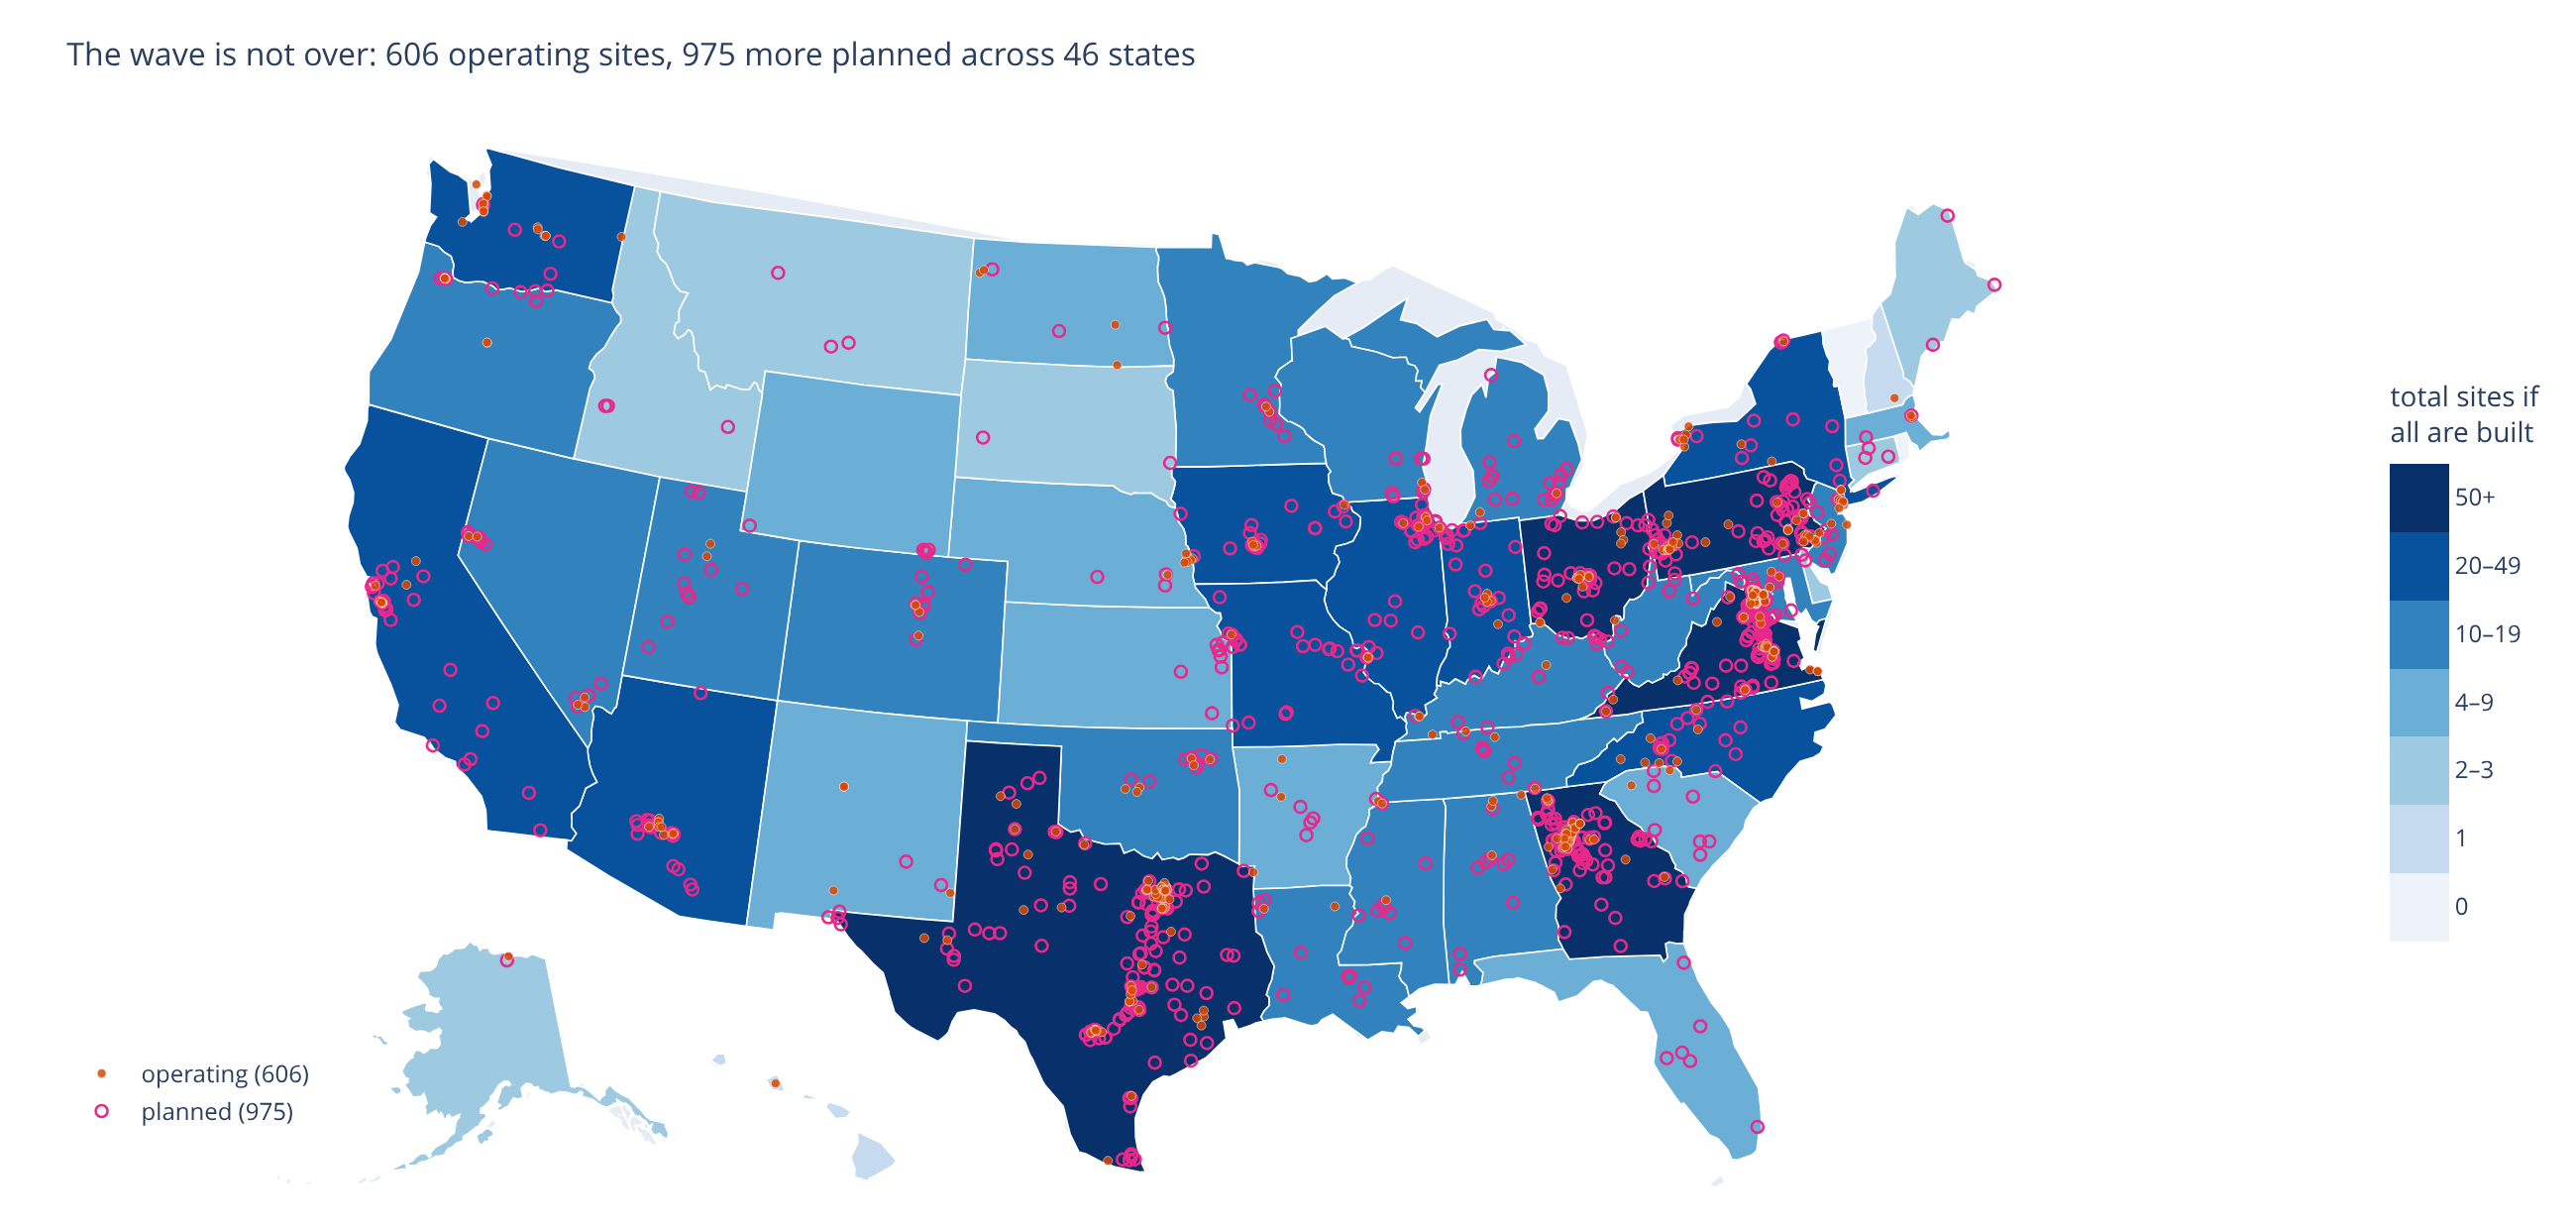 The wave is not over: 606 operating sites, 975 more planned across 46 states
total sites if
all are built
50+
20–49
10–19
4–9
2–3
1
0
operating (606)
planned (975)